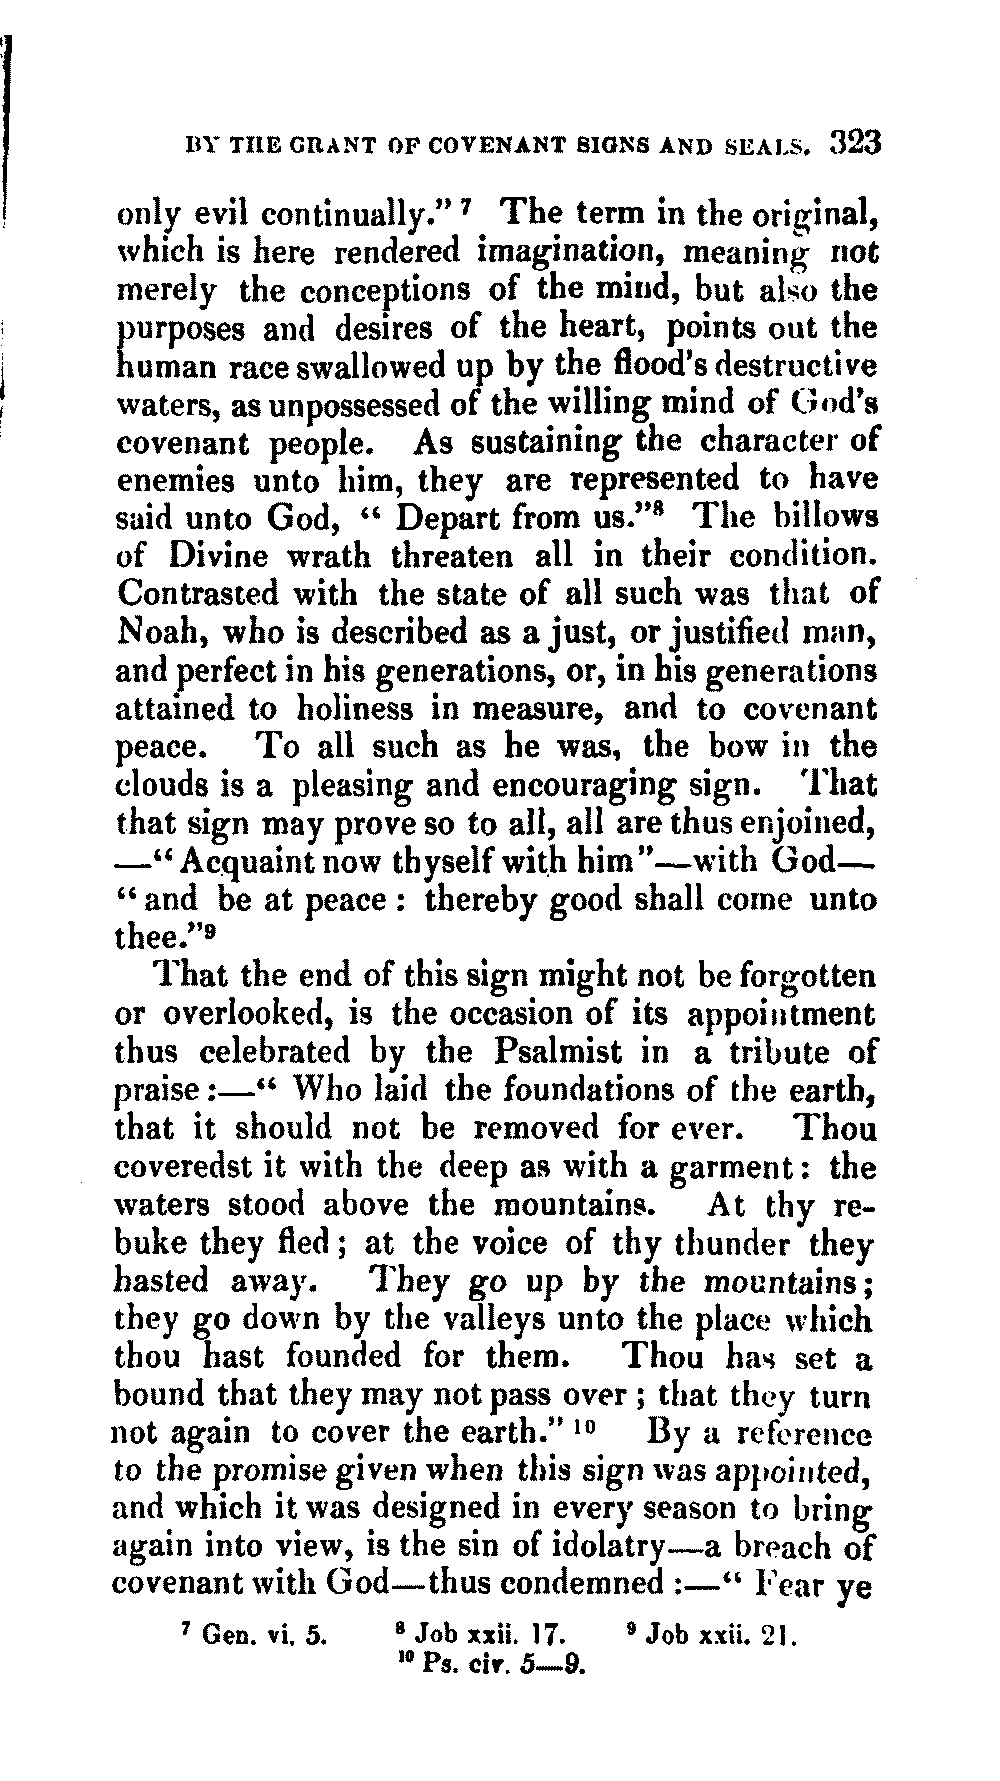 BY THE GRANT OF COVENANT SIGNS AND SEALS. 323
only evil continually." ⁷ The term in the original,
which is here rendered imagination, meaning not
merely the conceptions of the mind, but also the
purposes and desires of the heart, points out the
human race swallowed up by the flood's destructive
waters, as unpossessed of the willing mind of God's
covenant people. As sustaining the character of
enemies unto him, they are represented to have
said unto God, " Depart from us."⁸ The billows
of Divine wrath threaten all in their condition.
Contrasted with the state of all such was that of
Noah, who is described as a just, or justified man,
and perfect in his generations, or, in his generations
attained to holiness in measure, and to covenant
peace. To all such as he was, the bow in the
clouds is a pleasing and encouraging sign. That
that sign may prove so to all, all are thus enjoined,
—" Acquaint now thyself with him"—with God—
" and be at peace : thereby good shall come unto
thee."⁹
That the end of this sign might not be forgotten
or overlooked, is the occasion of its appointment
thus celebrated by the Psalmist in a tribute of
praise :—" Who laid the foundations of the earth,
that it should not be removed for ever. Thou
coveredst it with the deep as with a garment : the
waters stood above the mountains. At thy re-
buke they fled ; at the voice of thy thunder they
hasted away. They go up by the mountains ;
they go down by the valleys unto the place which
thou hast founded for them. Thou has set a
bound that they may not pass over ; that they turn
not again to cover the earth." ¹⁰ By a reference
to the promise given when this sign was appointed,
and which it was designed in every season to bring
again into view, is the sin of idolatry—a breach of
covenant with God—thus condemned :—" Fear ye
⁷ Gen. vi. 5. ⁸ Job xxii. 17. ⁹ Job xxii. 21.
¹⁰ Ps. civ. 5—9.